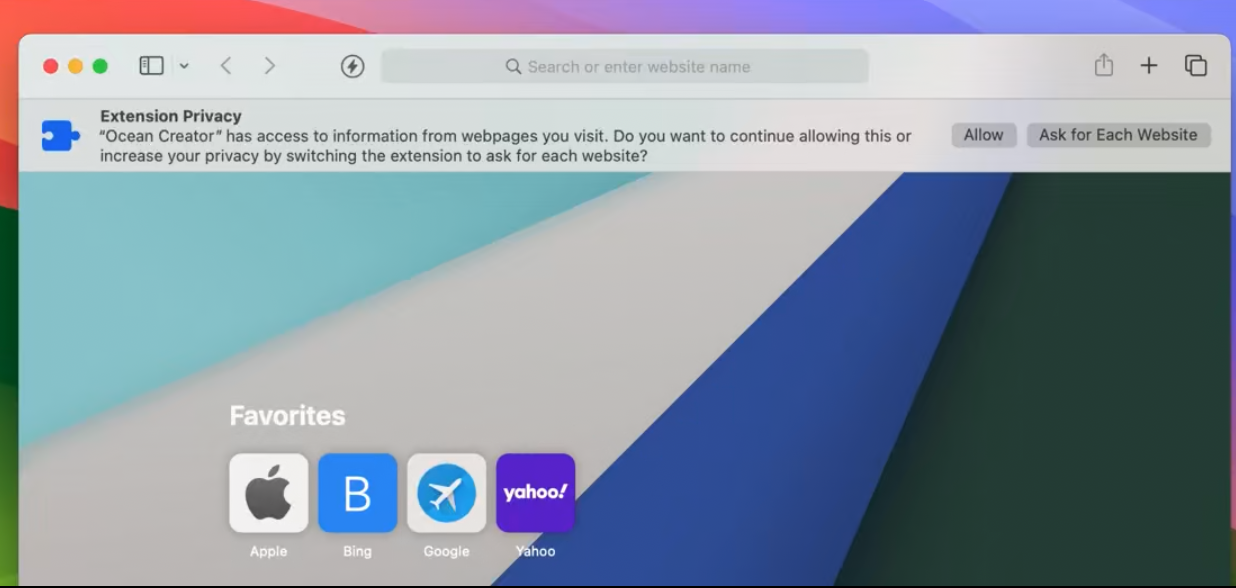 Search or enter website name
Extension Privacy
“Ocean Creator” has access to information from webpages you visit. Do you want to continue allowing this or
increase your privacy by switching the extension to ask for each website?
Allow
Ask for Each Website
Favorites
B
yahoo!
Apple
Bing
Google
Yahoo